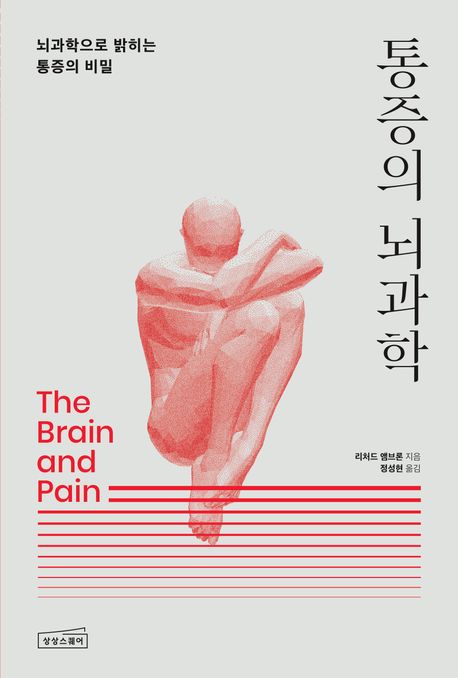 뇌과학으로 밝히는
통증의 비밀
통증의 뇌과학
The
Brain
and
Pain
리처드 앰브론 지음
정성현 옮김
상상스퀘어